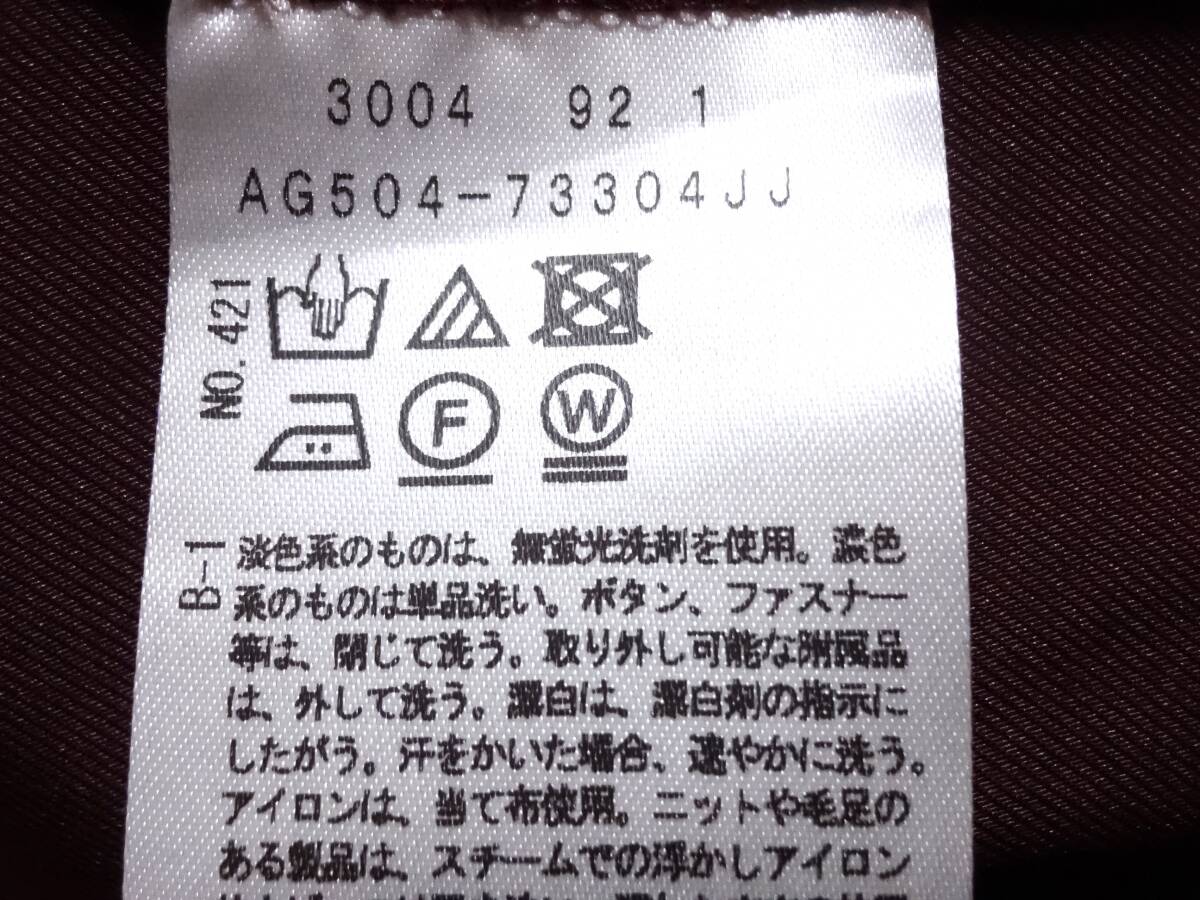 3004 92 1
AG504-73304JJ
NO.421
F
W
B-1
淡色系のものは、無蛍光洗剤を使用。濃色
系のものは単品洗い。ボタン、ファスナー
等は、閉じて洗う。取り外し可能な附属品
は、外して洗う。漂白は、漂白剤の指示に
したがう。汗をかいた場合、速やかに洗う。
アイロンは、当て布使用。ニットや毛足の
ある製品は、スチームでの浮かしアイロン